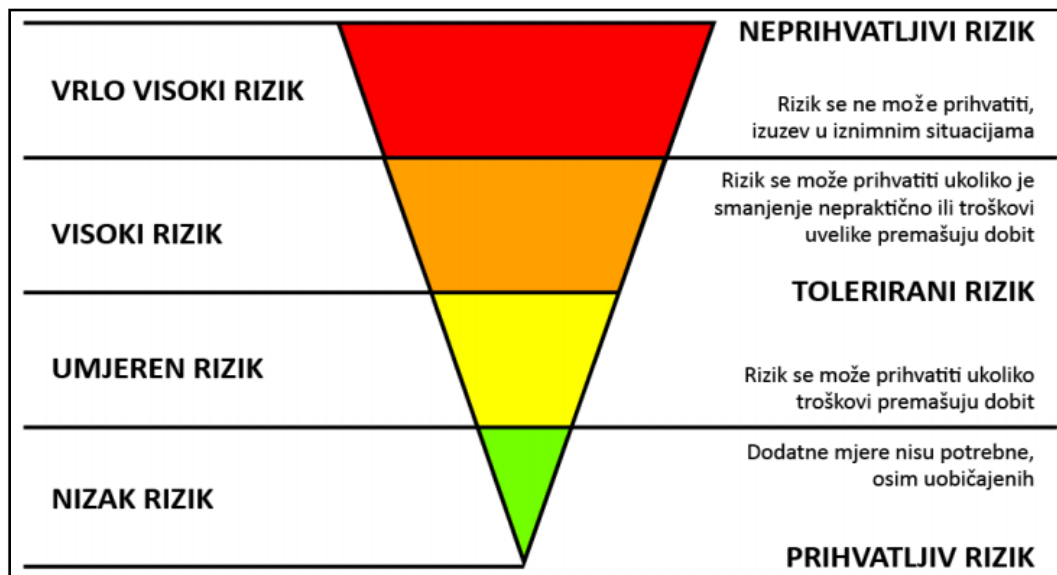 NEPRIHVATLJIVI RIZIK
VRLO VISOKI RIZIK
Rizik se ne može prihvatiti,
izuzev u iznimnim situacijama
Rizik se može prihvatiti ukoliko je
smanjenje nepraktično ili troškovi
uvelike premašuju dobit
VISOKI RIZIK
TOLERIRANI RIZIK
UMJEREN RIZIK
Rizik se može prihvatiti ukoliko
troškovi premašuju dobit
Dodatne mjere nisu potrebne,
osim uobičajenih
NIZAK RIZIK
PRIHVATLJIV RIZIK